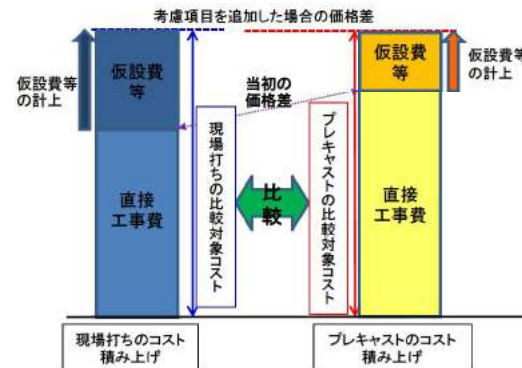 考慮項目を追加した場合の価格差
仮設費等
の計上
仮設費
等
当初の
価格差
仮設費
等
仮設費等
の計上
直接
工事費
現場打ちの比較対象コスト
比較
プレキャストの比較対象コスト
直接
工事費
現場打ちのコスト
積み上げ
プレキャストのコスト
積み上げ